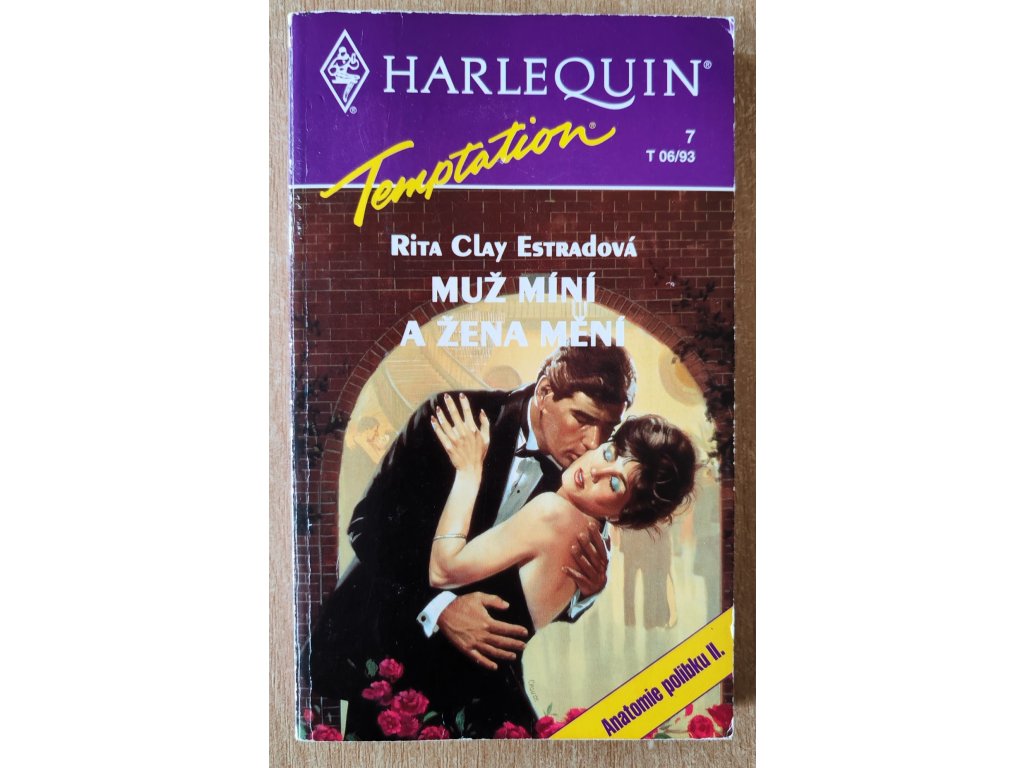 HARLEQUIN®
Temptation®
7
T 06/93
Rita Clay Estradová
MUŽ MÍNÍ
A ŽENA MĚNÍ
Anatomie polibku II.